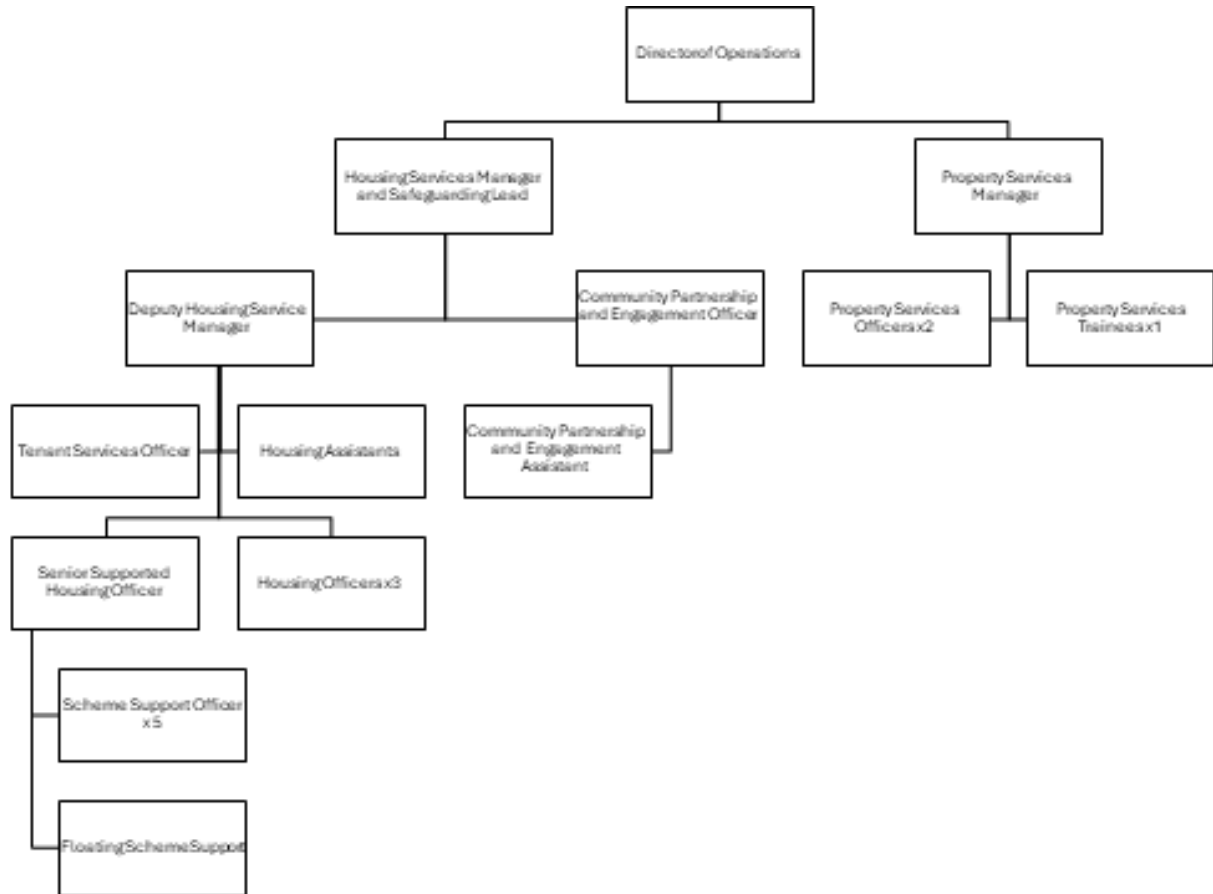 Director of Operations
Housing Services Manager
and Safeguarding Lead
Property Services
Manager
Deputy Housing Service
Manager
Community Partnership
and Engagement Officer
Property Services
Officers x2
Property Services
Trainees x1
Tenant Services Officer
Housing Assistants
Community Partnership
and Engagement
Assistant
Senior Supported
Housing Officer
Housing Officers x3
Scheme Support Officer
x 5
Floating Scheme Support